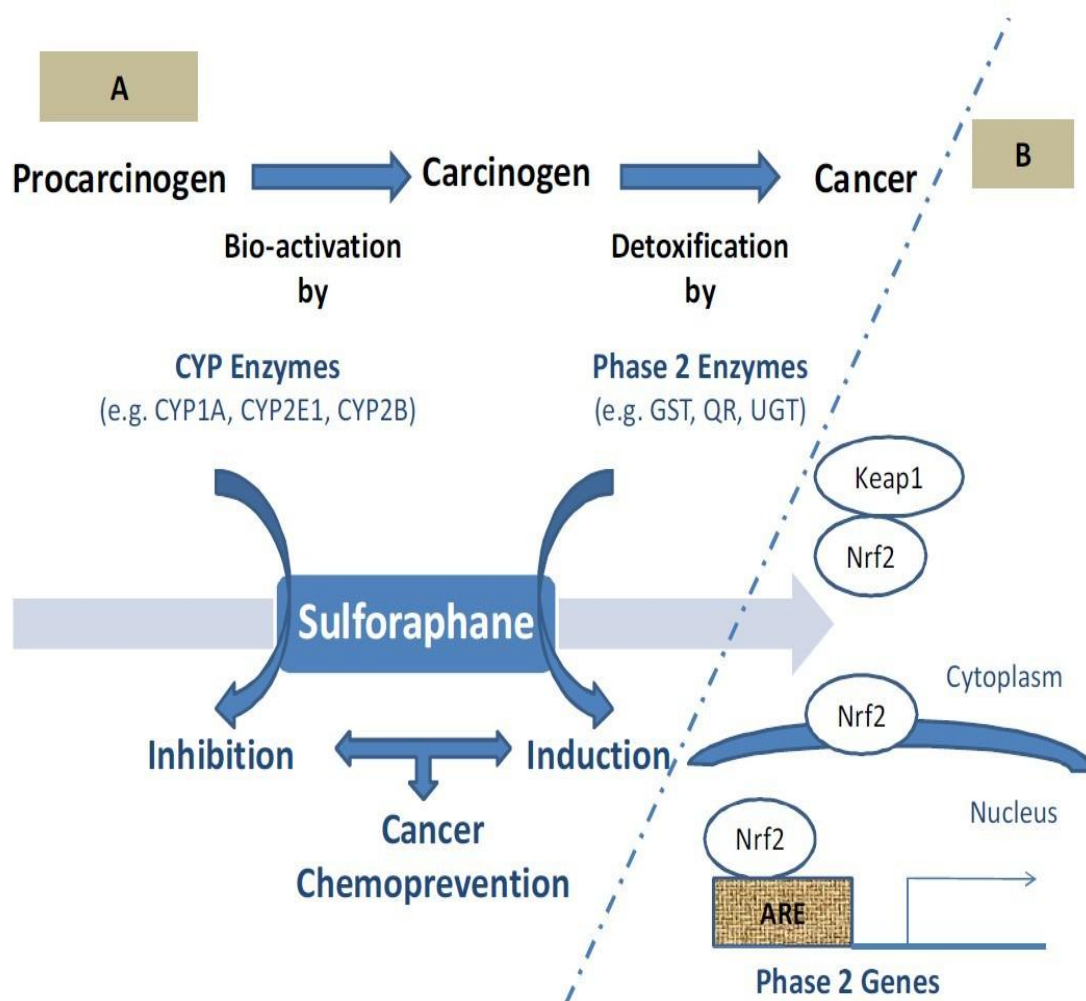 A
B
Procarcinogen
Carcinogen
Cancer
Bio-activation
by
Detoxification
by
CYP Enzymes
(e.g. CYP1A, CYP2E1, CYP2B)
Phase 2 Enzymes
(e.g. GST, QR, UGT)
Sulforaphane
Inhibition
Induction
Cancer
Chemoprevention
Keap1
Nrf2
Cytoplasm
Nrf2
Nucleus
Nrf2
ARE
Phase 2 Genes